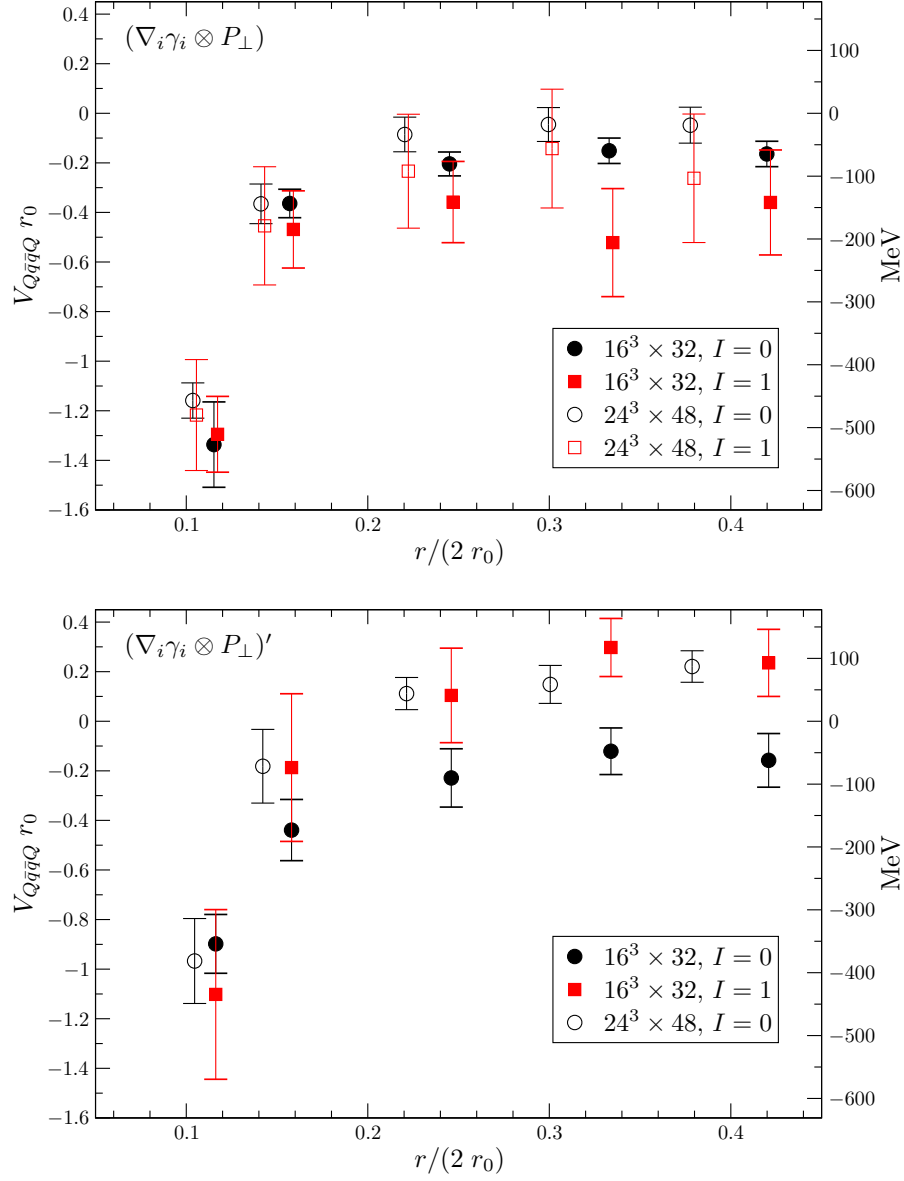 (∇ᵢγᵢ ⊗ P⊥)
0.4
0.2
0
−0.2
−0.4
−0.6
−0.8
−1
−1.2
−1.4
−1.6
V_{Qq̄q̄Q} r₀
100
0
−100
−200
−300
−400
−500
−600
MeV
16³ × 32, I = 0
16³ × 32, I = 1
24³ × 48, I = 0
24³ × 48, I = 1
0.1 0.2 0.3 0.4
r/(2 r₀)
(∇ᵢγᵢ ⊗ P⊥)′
0.4
0.2
0
−0.2
−0.4
−0.6
−0.8
−1
−1.2
−1.4
−1.6
V_{Qq̄q̄Q} r₀
100
0
−100
−200
−300
−400
−500
−600
MeV
16³ × 32, I = 0
16³ × 32, I = 1
24³ × 48, I = 0
0.1 0.2 0.3 0.4
r/(2 r₀)